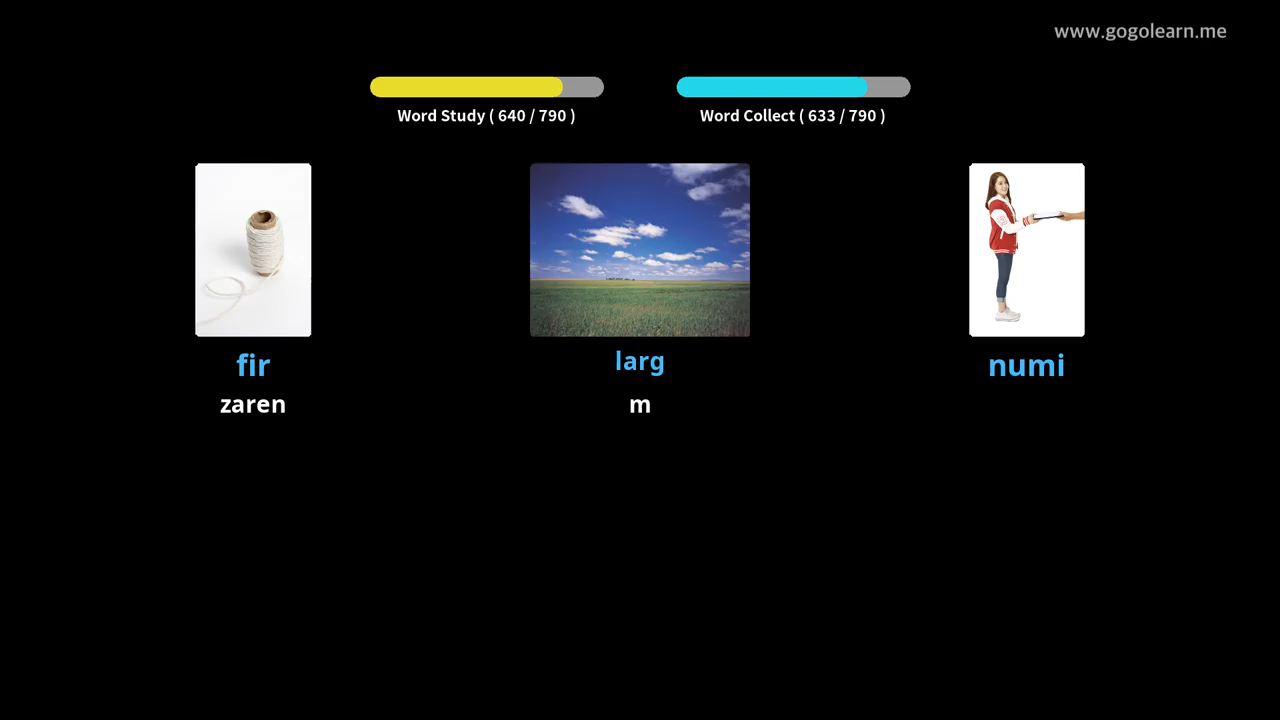 www.gogolearn.me
Word Study ( 640 / 790 )
Word Collect ( 633 / 790 )
fir
larg
numi
zaren
m